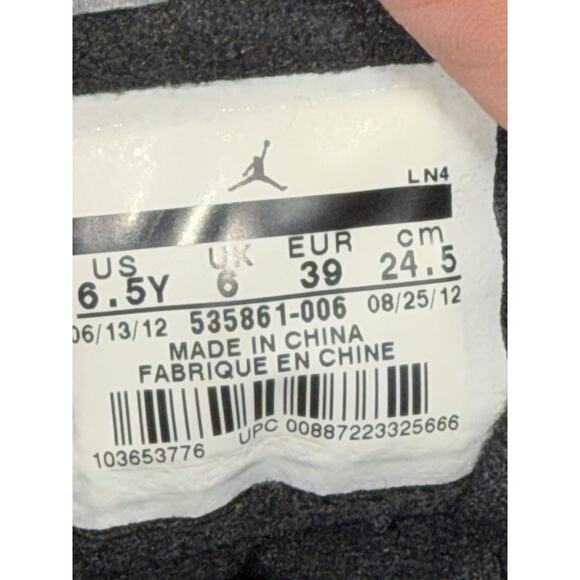 LN4
US UK EUR cm
6.5Y 6 39 24.5
06/13/12 535861-006 08/25/12
MADE IN CHINA
FABRIQUE EN CHINE
103653776 UPC 00887223325666